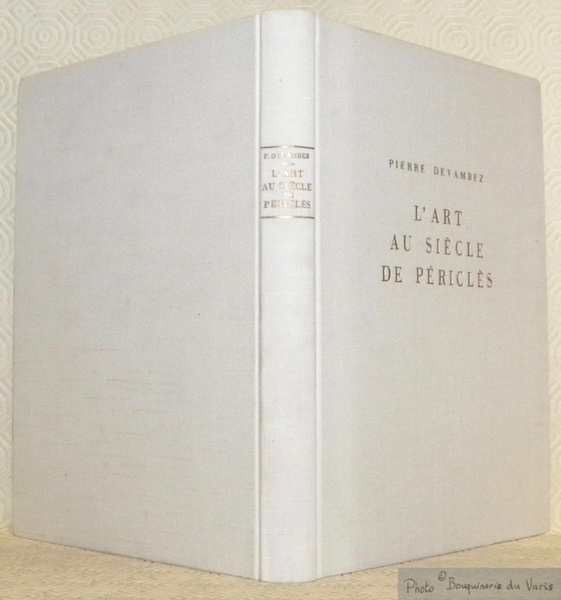 P. DEVAMBEZ
L'ART
AU SIÈCLE
DE
PÉRICLÈS
PIERRE DEVAMBEZ
L'ART
AU SIÈCLE
DE PÉRICLÈS
Photo © Bouquinerie du Varis